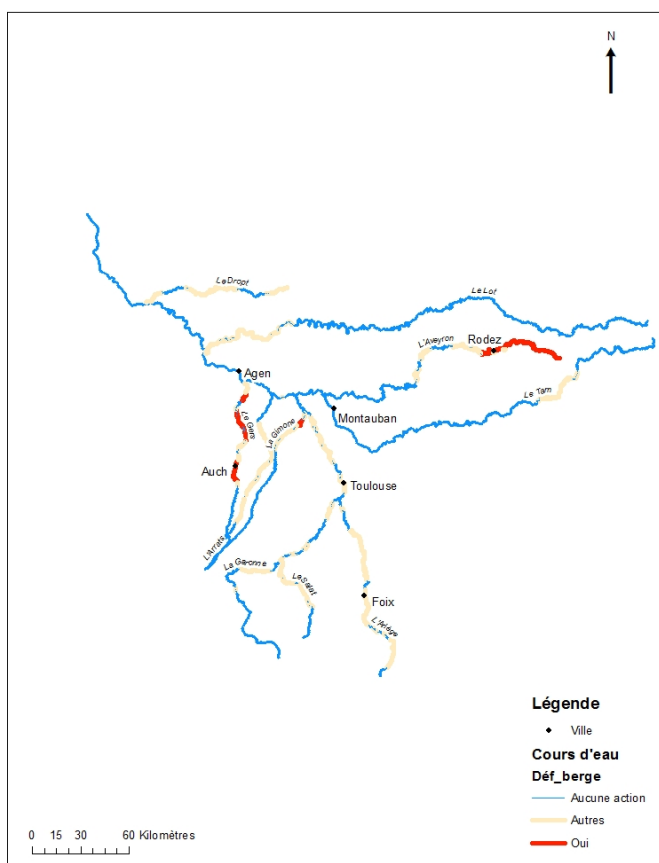 N
Le Dropt
Le Lot
L'Aveyron
Rodez
Agen
Le Tarn
Le Gers
Montauban
La Gimone
Auch
Toulouse
L'Arrats
La Garonne
Le Salat
Foix
L'Ariège
Légende
Ville
Cours d'eau
Déf_berge
Aucune action
Autres
Oui
0 15 30 60 Kilomètres